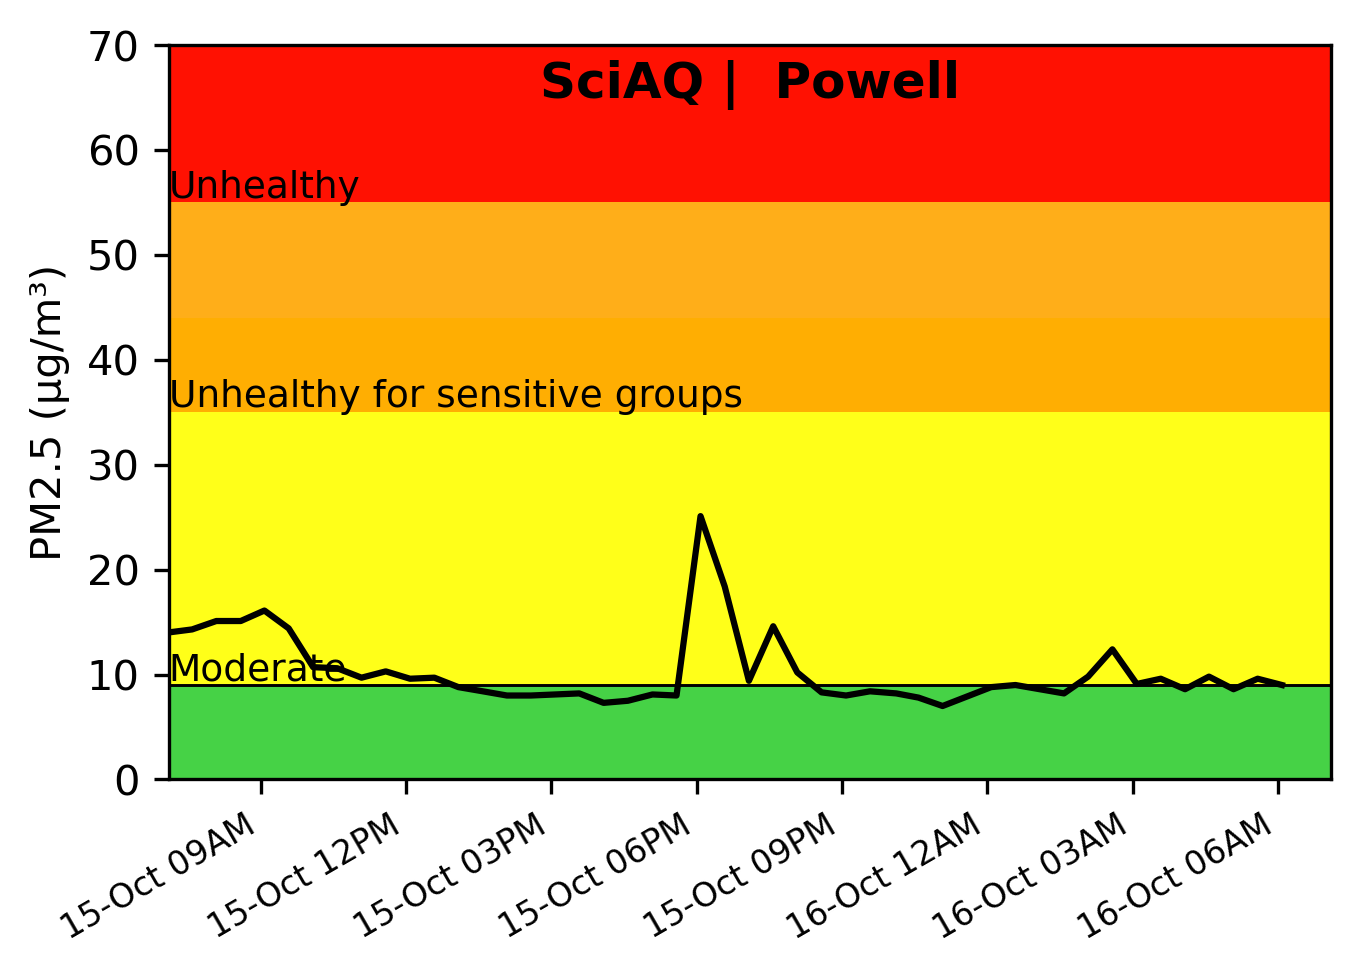 SciAQ |  Powell
PM2.5 (µg/m³)
70
60
50
40
30
20
10
0
Unhealthy
Unhealthy for sensitive groups
Moderate
15-Oct 09AM
15-Oct 12PM
15-Oct 03PM
15-Oct 06PM
15-Oct 09PM
16-Oct 12AM
16-Oct 03AM
16-Oct 06AM